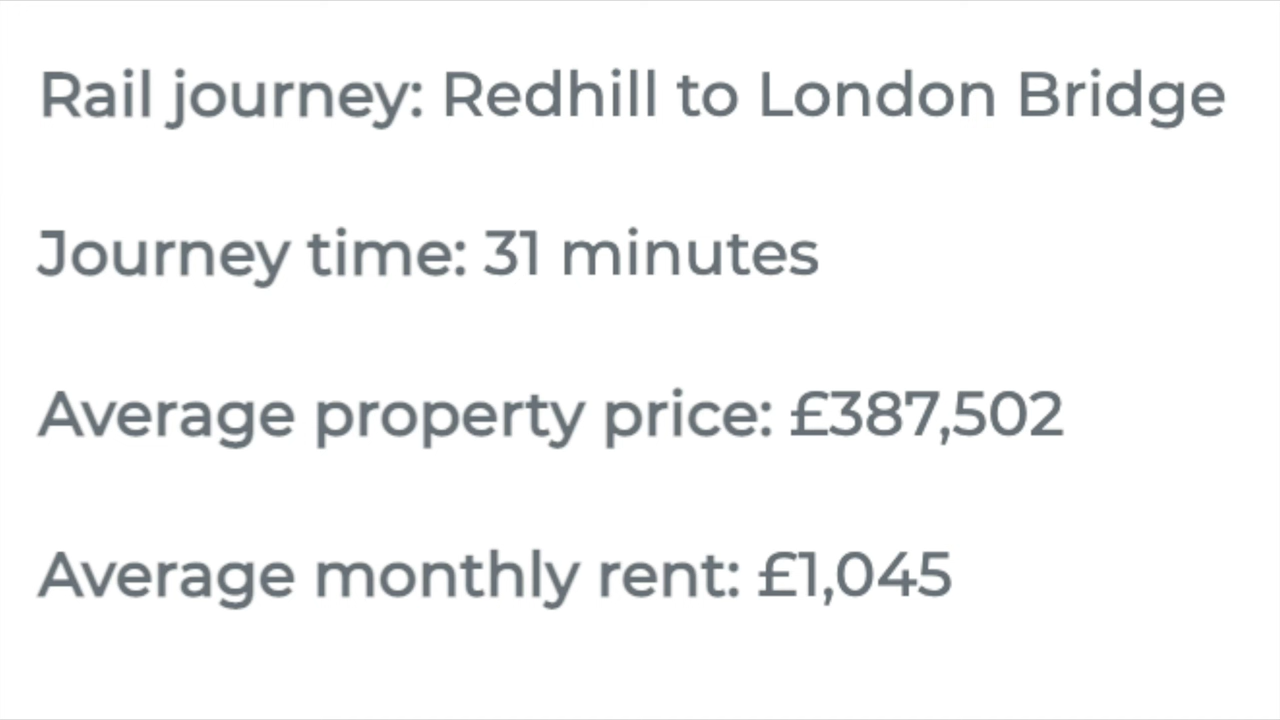 Rail journey: Redhill to London Bridge
Journey time: 31 minutes
Average property price: £387,502
Average monthly rent: £1,045